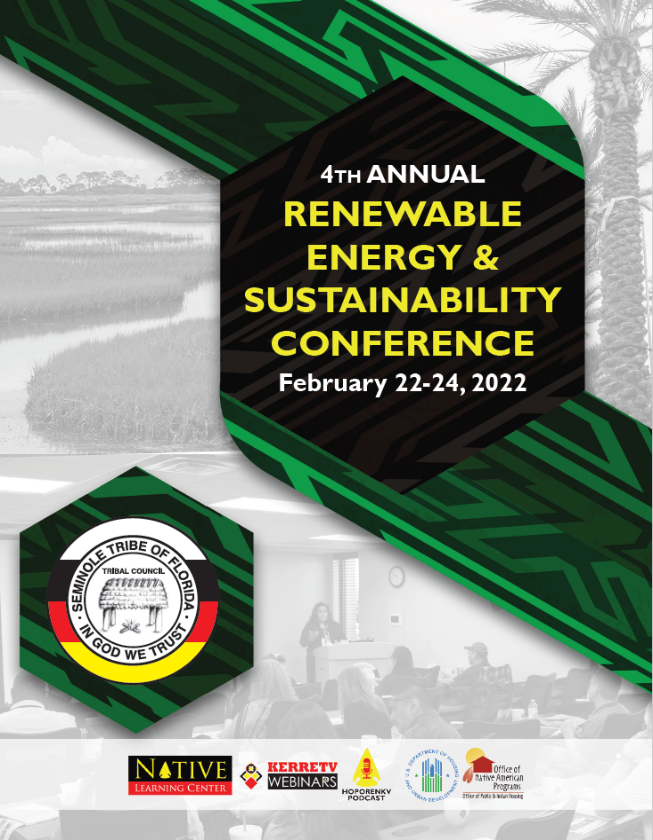 4TH ANNUAL
RENEWABLE
ENERGY &
SUSTAINABILITY
CONFERENCE
February 22-24, 2022
SEMINOLE TRIBE OF FLORIDA
TRIBAL COUNCIL
· IN GOD WE TRUST ·
NATIVE
LEARNING CENTER
KERRETV
WEBINARS
HOPORENKV
PODCAST
U.S. DEPARTMENT OF HOUSING
AND URBAN DEVELOPMENT
Office of
Native American
Programs
Office of Public & Indian Housing